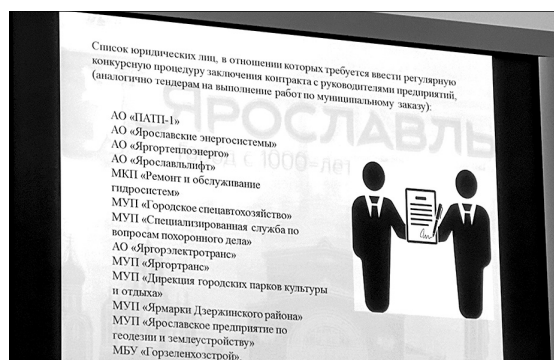 Список юридических лиц, в отношении которых требуется ввести регулярную
конкурсную процедуру заключения контракта с руководителями предприятий,
(аналогично тендерам на выполнение работ по муниципальному заказу):
ЯРОСЛАВЛЬ
АО «ПАТП-1»
АО «Ярославские энергосистемы»
АО «Яргортеплоэнерго»
АО «Ярославльлифт»
МКП «Ремонт и обслуживание
гидросистем»
МУП «Городское спецавтохозяйство»
МУП «Специализированная служба по
вопросам похоронного дела»
АО «Яргорэлектротранс»
МУП «Яргортранс»
МУП «Дирекция городских парков культуры
и отдыха»
МУП «Ярмарки Дзержинского района»
МУП «Ярославское предприятие по
геодезии и землеустройству»
МБУ «Горзеленхозстрой».